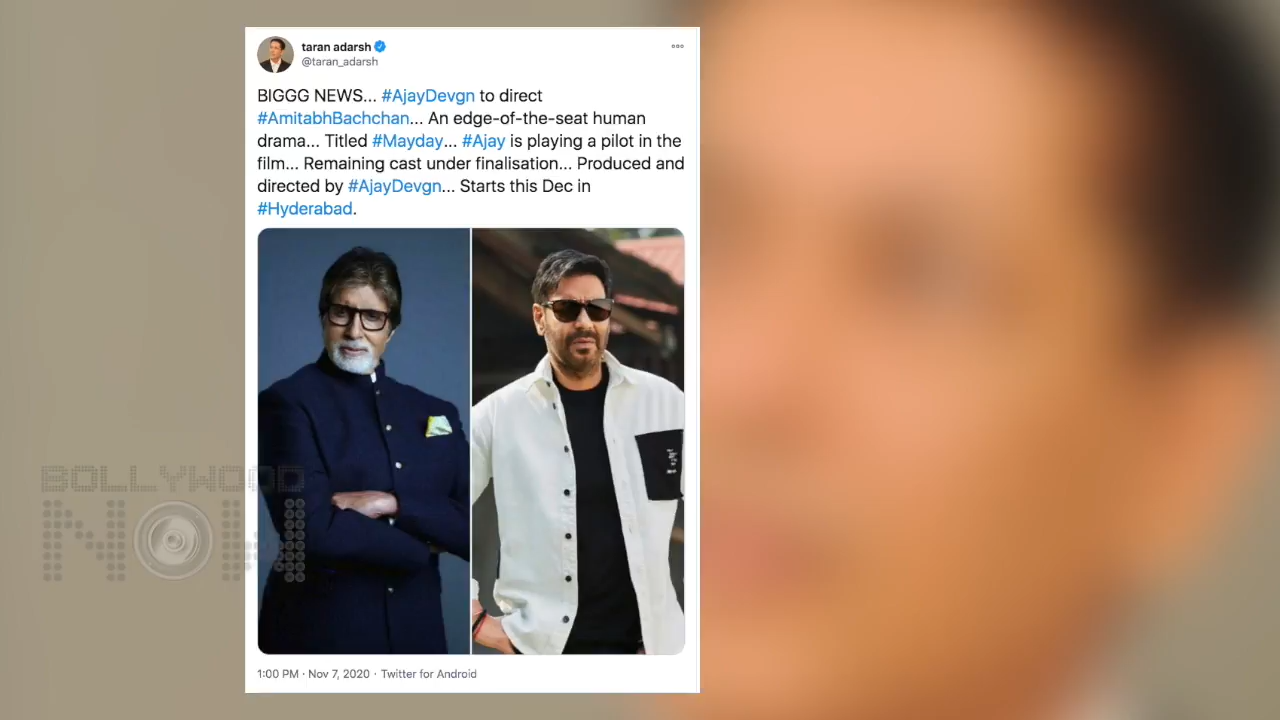 taran adarsh
@taran_adarsh
BIGGG NEWS... #AjayDevgn to direct
#AmitabhBachchan... An edge-of-the-seat human
drama... Titled #Mayday... #Ajay is playing a pilot in the
film... Remaining cast under finalisation... Produced and
directed by #AjayDevgn... Starts this Dec in
#Hyderabad.
BOLLYWOOD
NOW
1:00 PM · Nov 7, 2020 · Twitter for Android